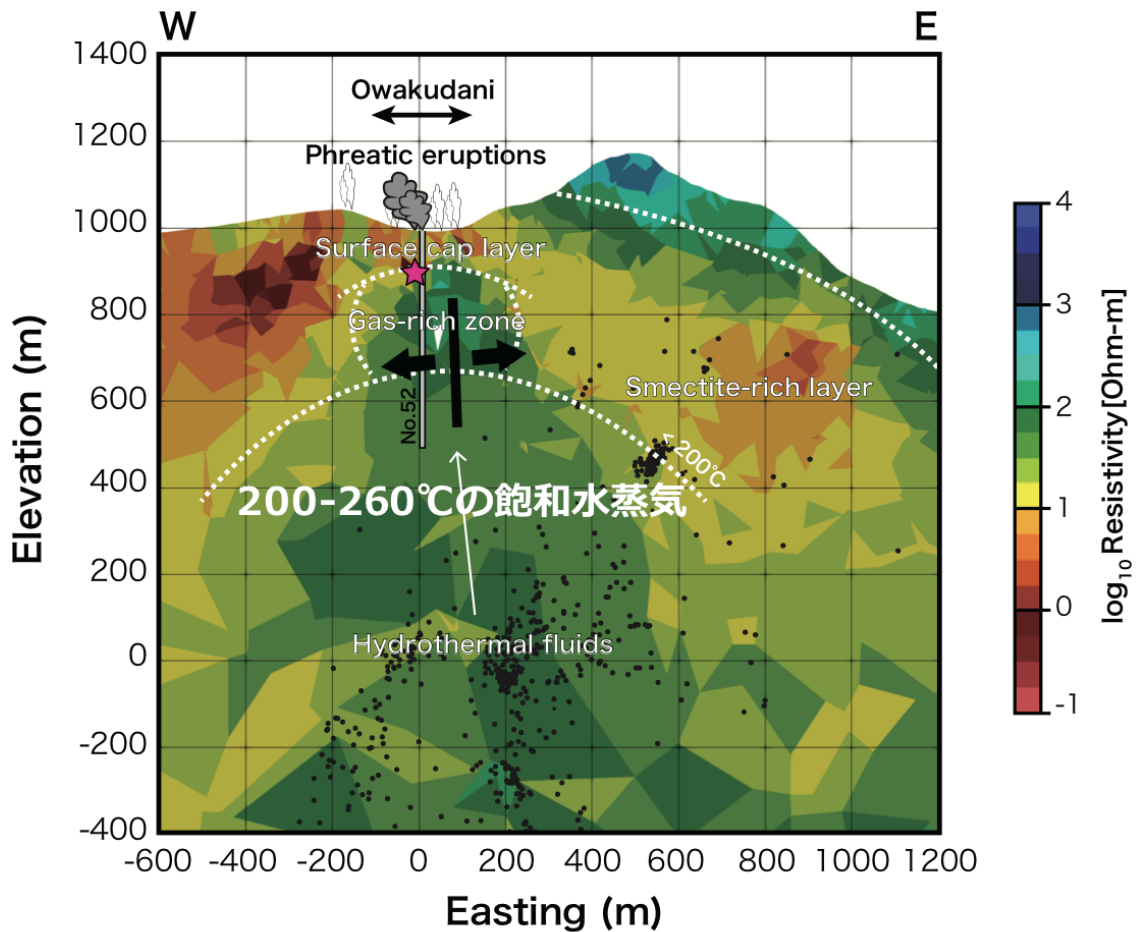 W
E
1400
1200
1000
800
600
400
200
0
-200
-400
Elevation (m)
Owakudani
Phreatic eruptions
Surface cap layer
Gas-rich zone
No.52
Smectite-rich layer
<200℃
200-260℃の飽和水蒸気
Hydrothermal fluids
-600 -400 -200 0 200 400 600 800 1000 1200
Easting (m)
4
3
2
1
0
-1
log10 Resistivity[Ohm-m]